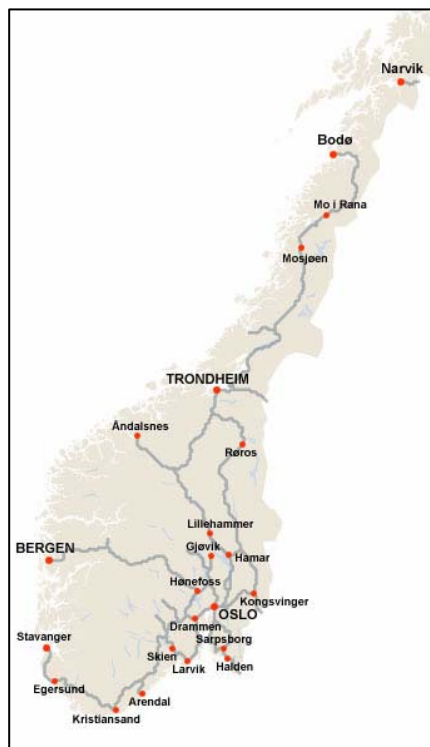 Narvik
Bodø
Mo i Rana
Mosjøen
TRONDHEIM
Åndalsnes
Røros
Lillehammer
Gjøvik
BERGEN
Hamar
Hønefoss
Kongsvinger
OSLO
Drammen
Stavanger
Sarpsborg
Skien
Halden
Larvik
Egersund
Arendal
Kristiansand